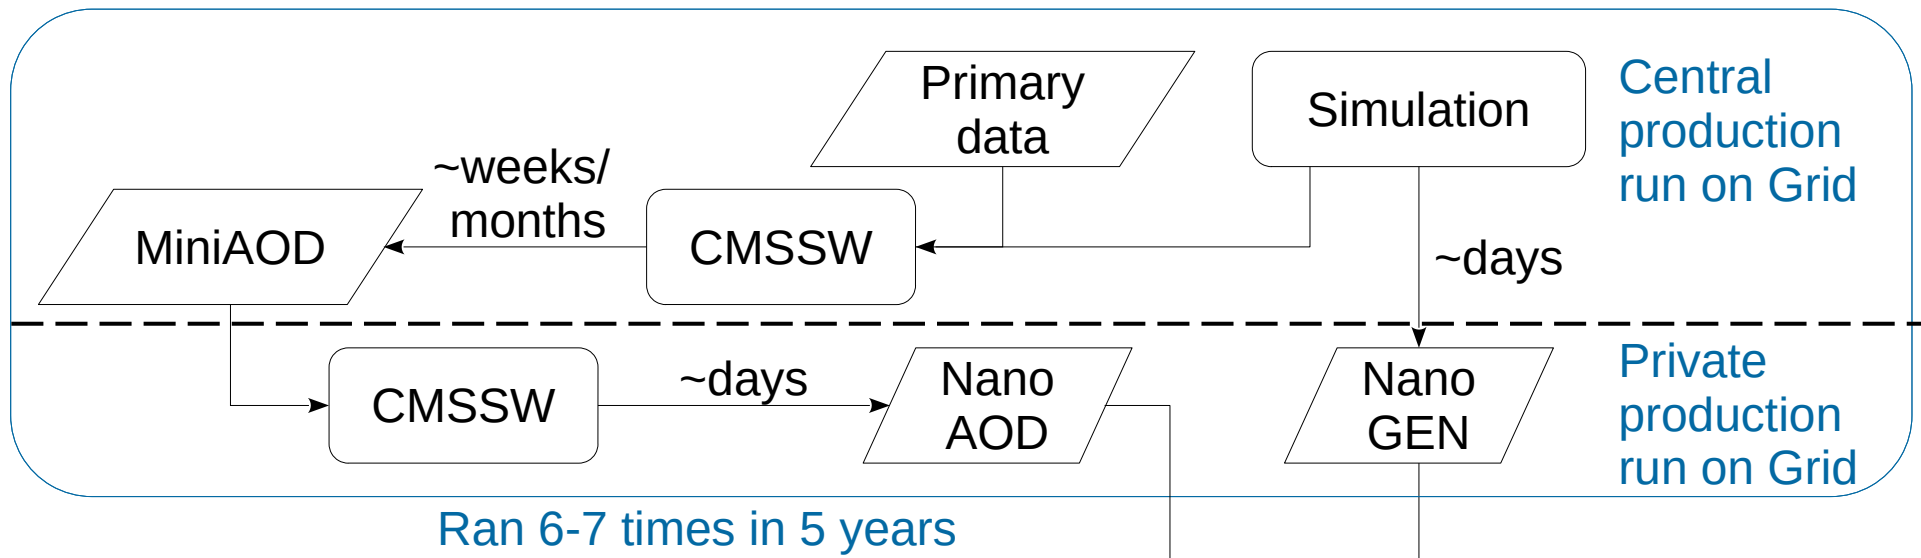 Primary
data
Simulation
Central
production
run on Grid
~weeks/
months
MiniAOD
CMSSW
~days
CMSSW
~days
Nano
AOD
Nano
GEN
Private
production
run on Grid
Ran 6-7 times in 5 years